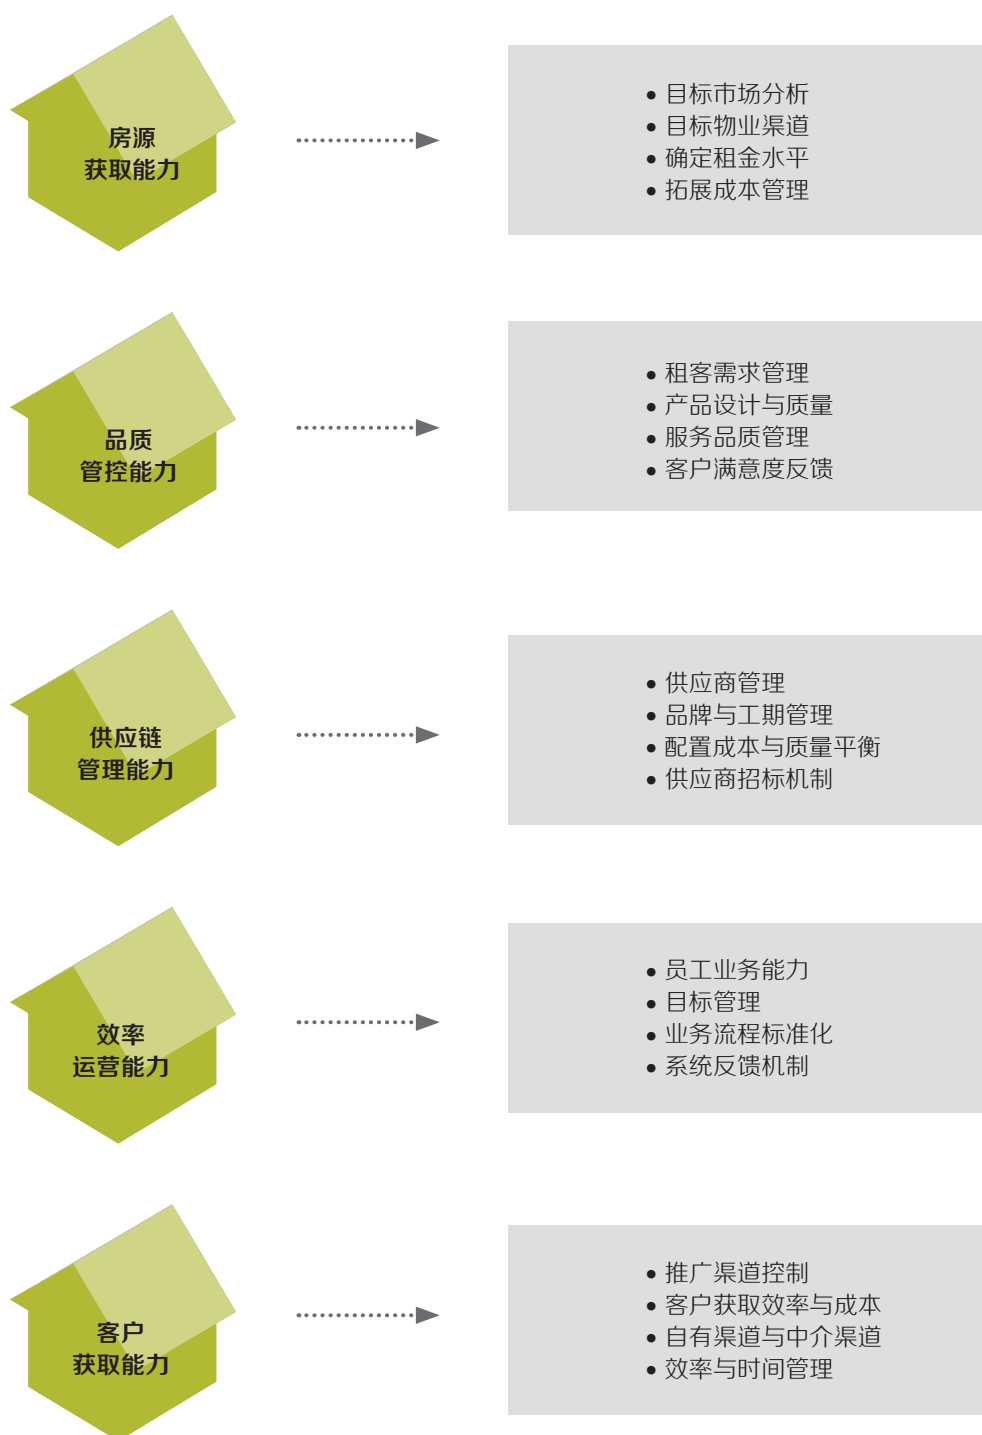 房源
获取能力
• 目标市场分析
• 目标物业渠道
• 确定租金水平
• 拓展成本管理
品质
管控能力
• 租客需求管理
• 产品设计与质量
• 服务品质管理
• 客户满意度反馈
供应链
管理能力
• 供应商管理
• 品牌与工期管理
• 配置成本与质量平衡
• 供应商招标机制
效率
运营能力
• 员工业务能力
• 目标管理
• 业务流程标准化
• 系统反馈机制
客户
获取能力
• 推广渠道控制
• 客户获取效率与成本
• 自有渠道与中介渠道
• 效率与时间管理